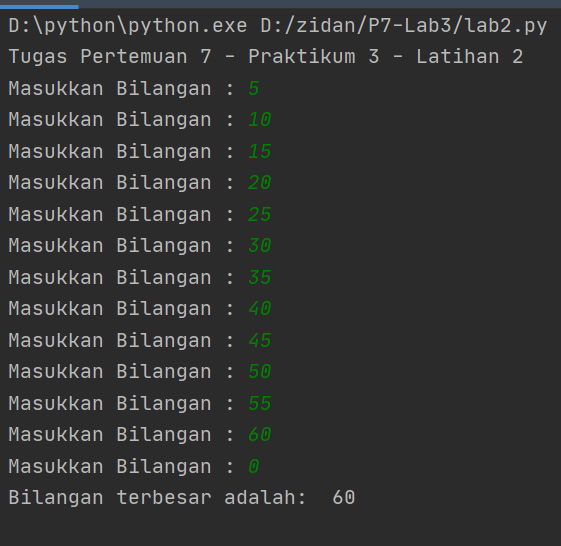 D:\python\python.exe D:/zidan/P7-Lab3/lab2.py
Tugas Pertemuan 7 - Praktikum 3 - Latihan 2
Masukkan Bilangan : 5
Masukkan Bilangan : 10
Masukkan Bilangan : 15
Masukkan Bilangan : 20
Masukkan Bilangan : 25
Masukkan Bilangan : 30
Masukkan Bilangan : 35
Masukkan Bilangan : 40
Masukkan Bilangan : 45
Masukkan Bilangan : 50
Masukkan Bilangan : 55
Masukkan Bilangan : 60
Masukkan Bilangan : 0
Bilangan terbesar adalah:  60